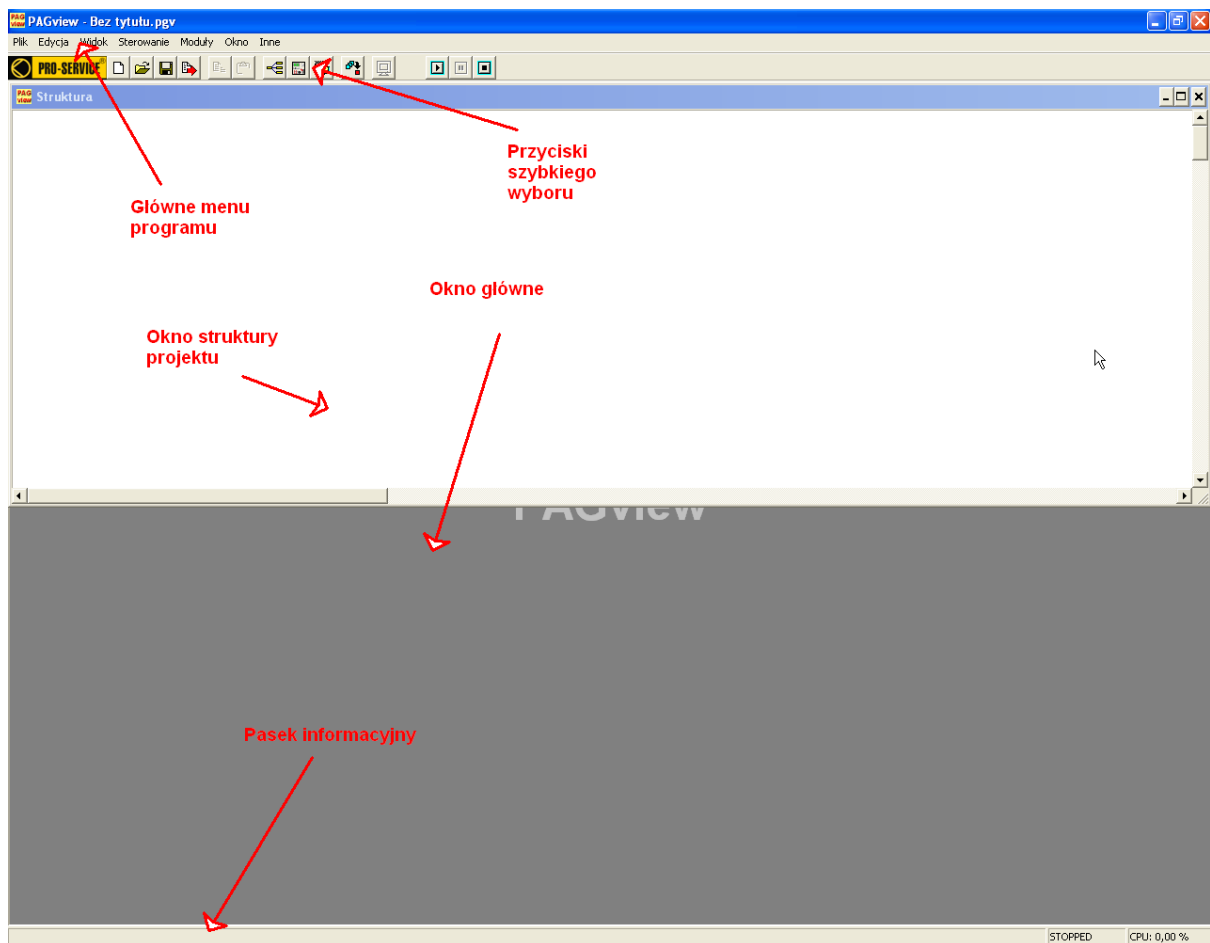 PAGview - Bez tytułu.pgv
Plik Edycja Widok Sterowanie Moduły Okno Inne
PRO-SERVICE
Struktura
Przyciski
szybkiego
wyboru
Główne menu
programu
Okno główne
Okno struktury
projektu
PAGview
Pasek informacyjny
STOPPED CPU: 0,00 %